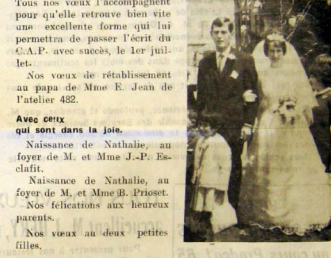 Tous nos vœux l'accompagnent
pour qu'elle retrouve bien vite
une excellente forme qui lui
permettra de passer l'écrit du
C.A.P. avec succès, le 1er juil-
let.
Nos vœux de rétablissement
au papa de Mme E. Jean de
l'atelier 482.
Avec ceux
qui sont dans la joie.
Naissance de Nathalie, au
foyer de M. et Mme J.-P. Es-
clafit.
Naissance de Nathalie, au
foyer de M. et Mme B. Prioset.
Nos félications aux heureux
parents.
Nos vœux au deux petites
filles.